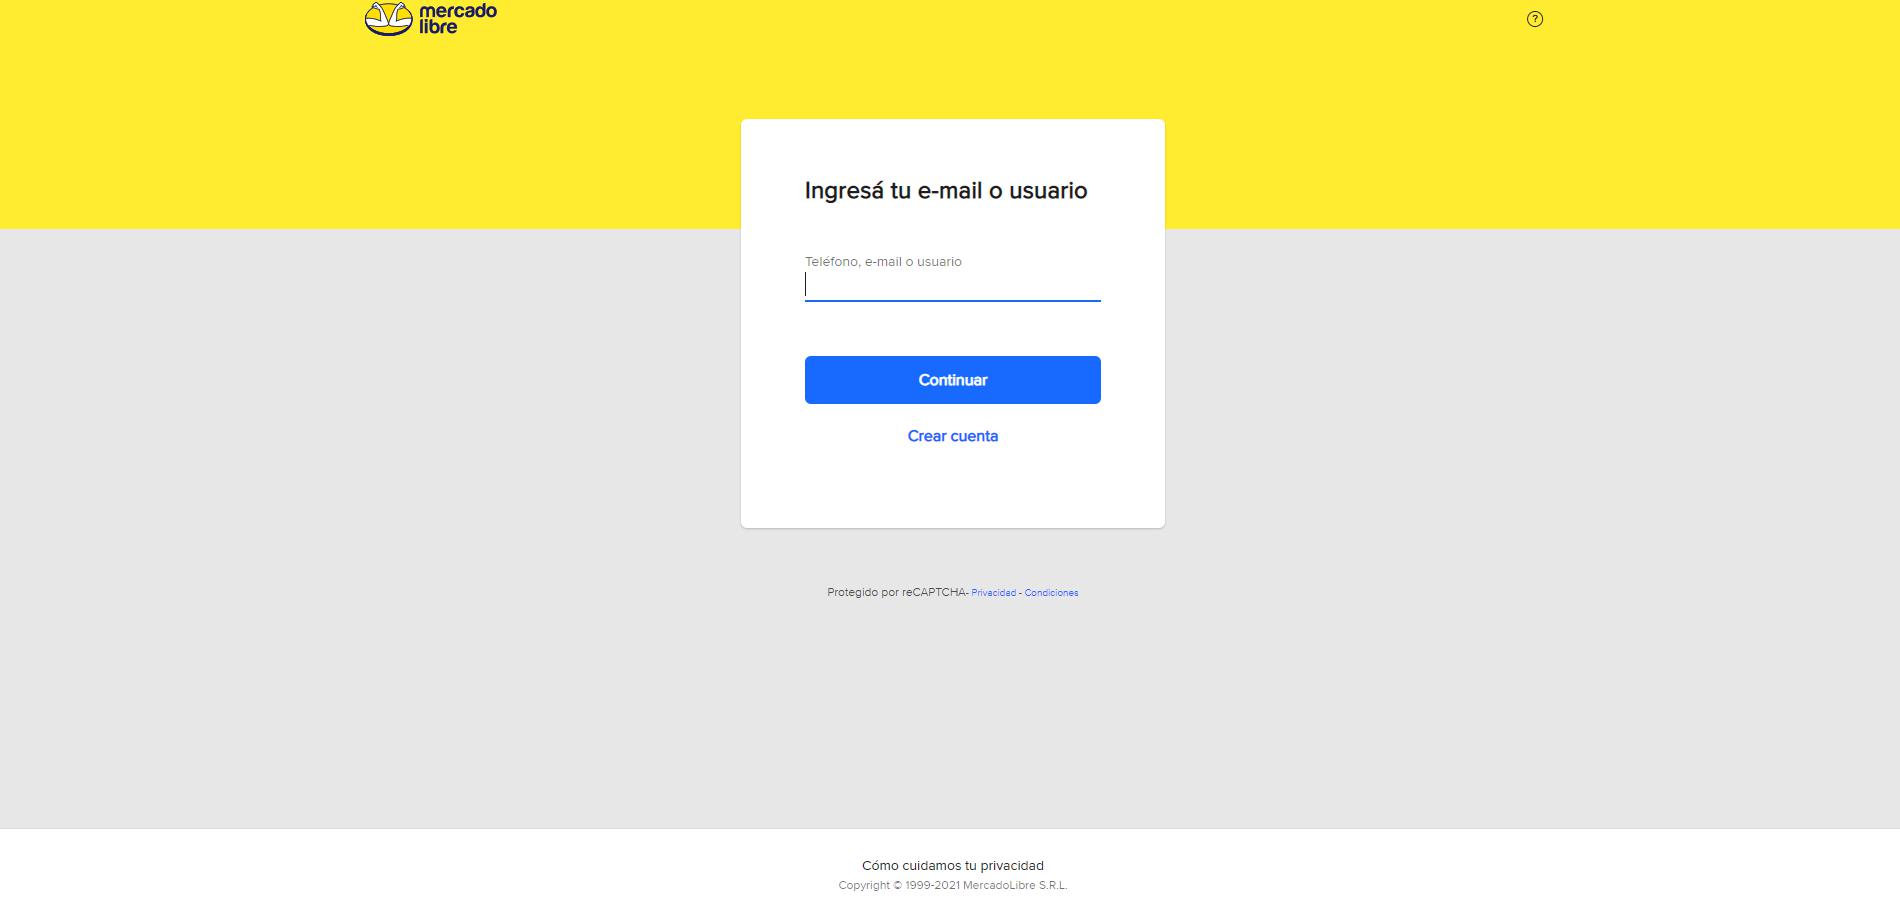 mercado
libre
?
Ingresá tu e-mail o usuario
Teléfono, e-mail o usuario
Continuar
Crear cuenta
Protegido por reCAPTCHA- Privacidad - Condiciones
Cómo cuidamos tu privacidad
Copyright © 1999-2021 MercadoLibre S.R.L.